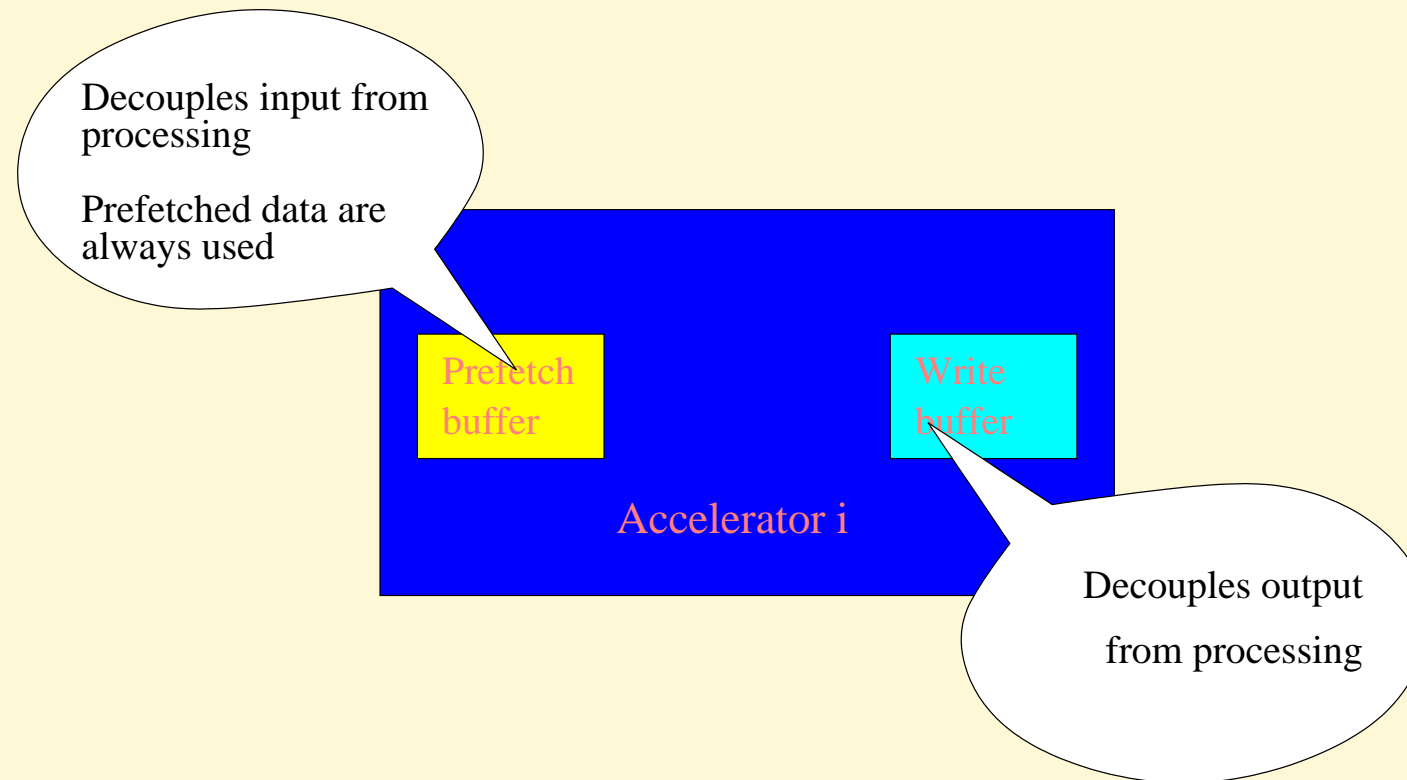 Decouples input from
processing
Prefetched data are
always used
Prefetch
buffer
Write
buffer
Accelerator i
Decouples output
from processing